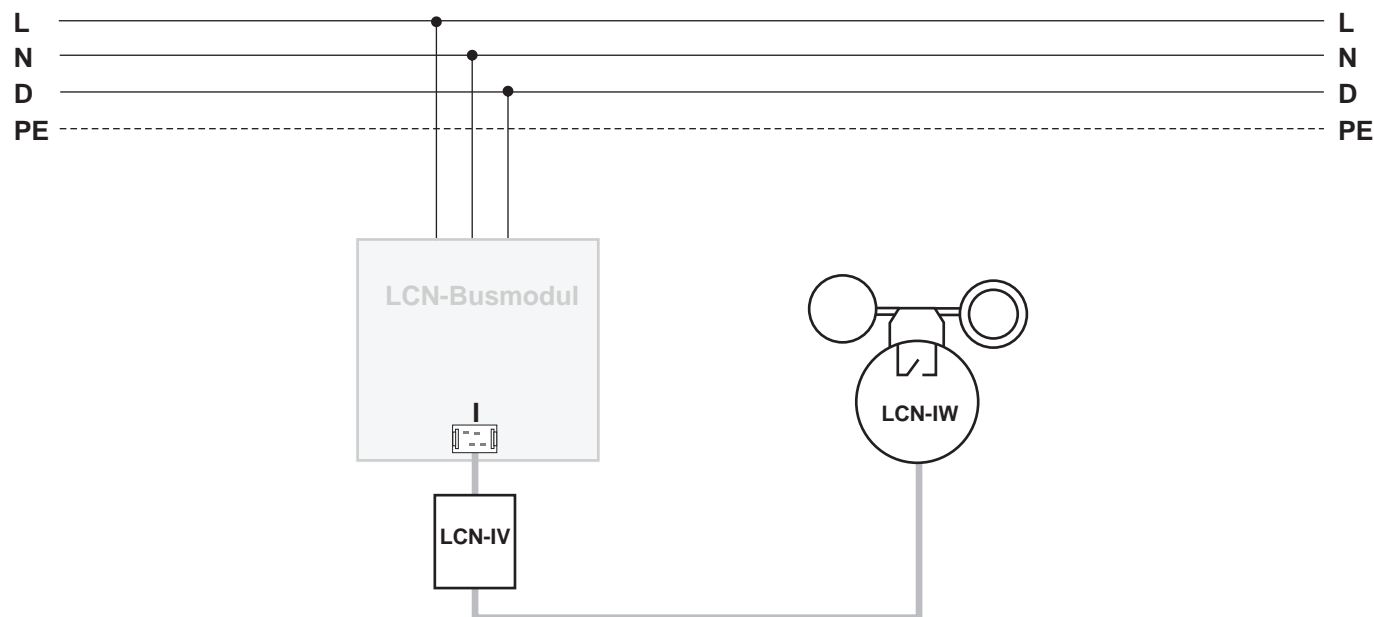 L L
N N
D D
PE PE
LCN-Busmodul
I
LCN-IW
LCN-IV